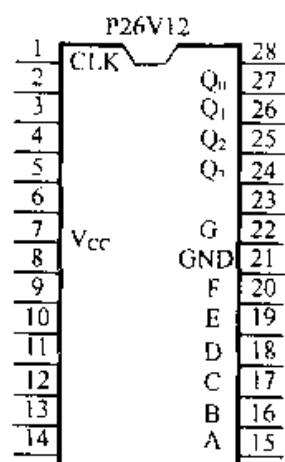 P26V12
1 CLK 28
2 Q₀ 27
3 Q₁ 26
4 Q₂ 25
5 Q₃ 24
6 23
7 VCC G 22
8 GND 21
9 F 20
10 E 19
11 D 18
12 C 17
13 B 16
14 A 15